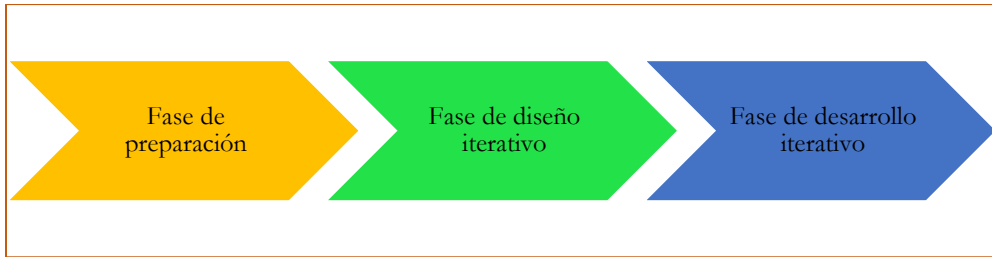 Fase de
preparación
Fase de diseño
iterativo
Fase de desarrollo
iterativo